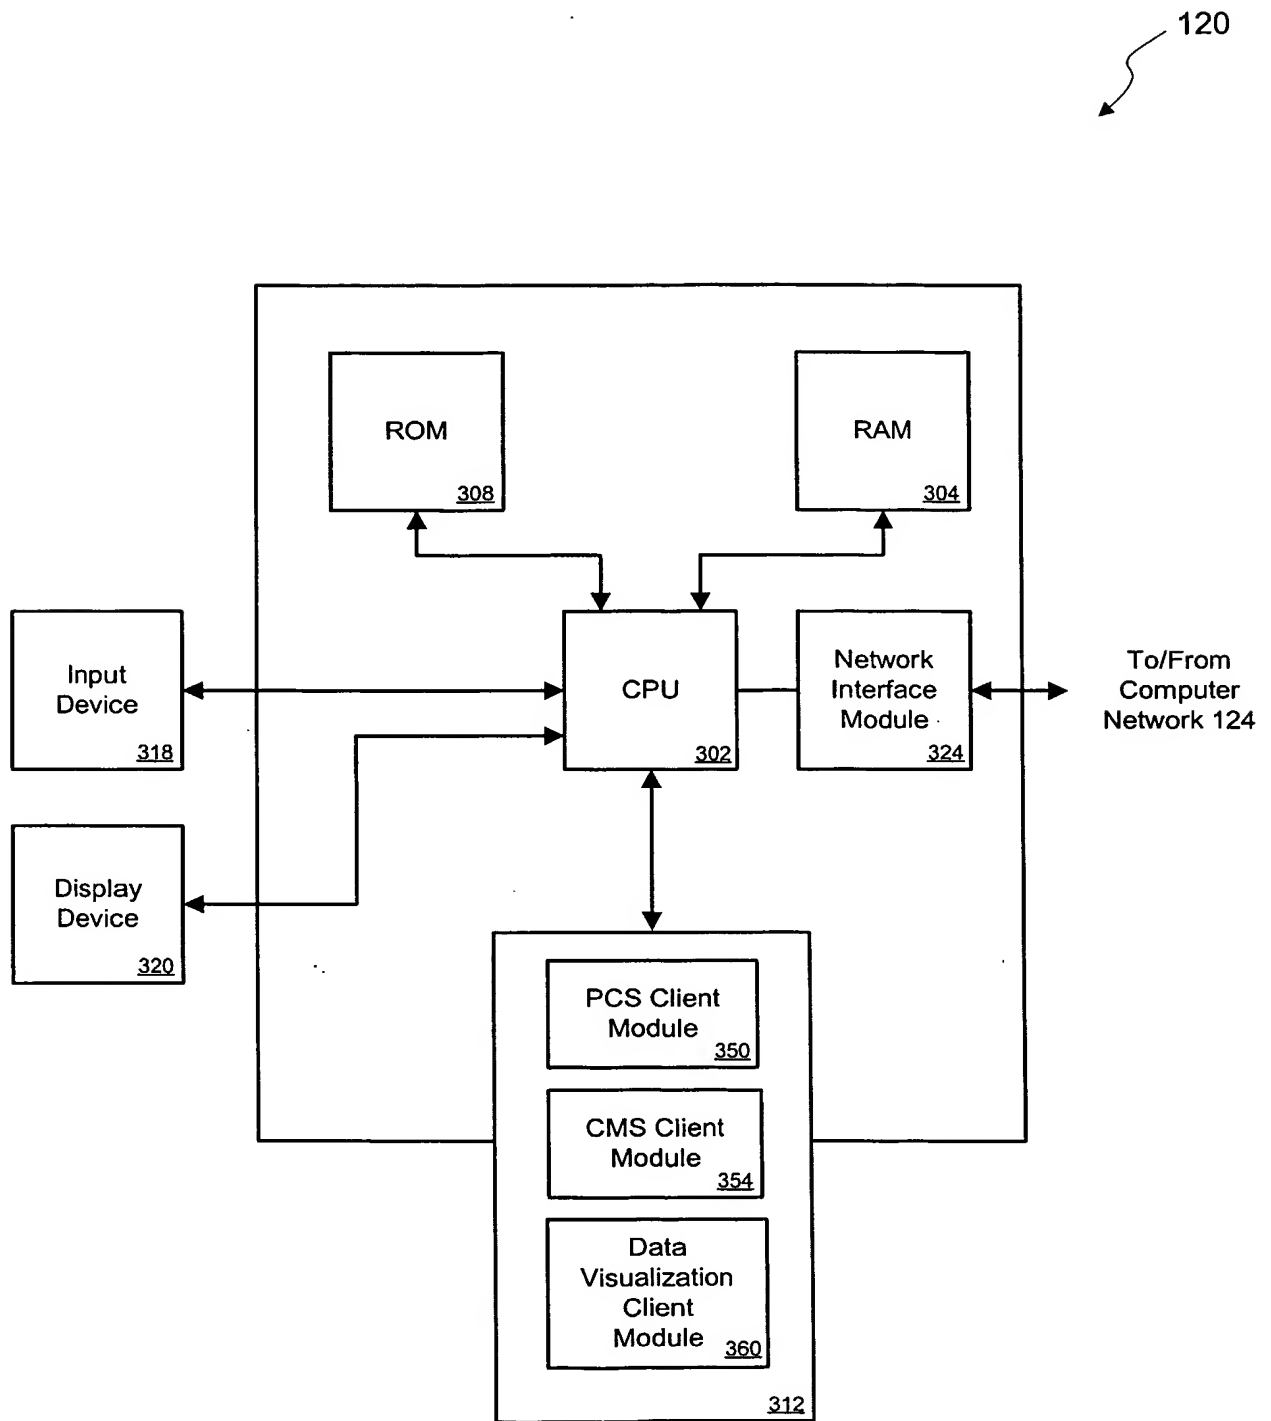 120
ROM
308
RAM
304
Input
Device
318
CPU
302
Network
Interface
Module
324
To/From
Computer
Network 124
Display
Device
320
PCS Client
Module
350
CMS Client
Module
354
Data
Visualization
Client
Module
360
312